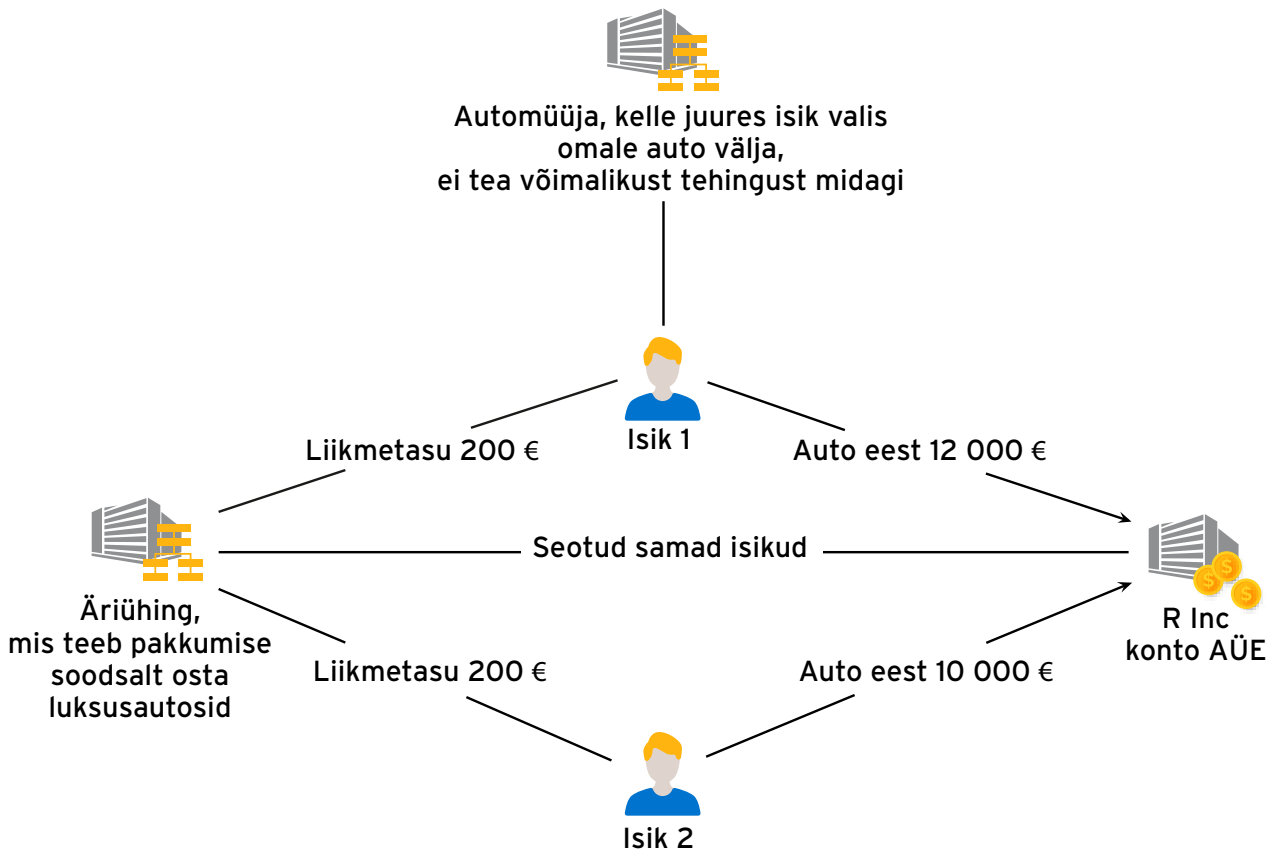 Automüüja, kelle juures isik valis
omale auto välja,
ei tea võimalikust tehingust midagi
Isik 1
Liikmetasu 200 €
Auto eest 12 000 €
Seotud samad isikud
Äriühing,
mis teeb pakkumise
soodsalt osta
luksusautosid
R Inc
konto AÜE
Liikmetasu 200 €
Auto eest 10 000 €
Isik 2